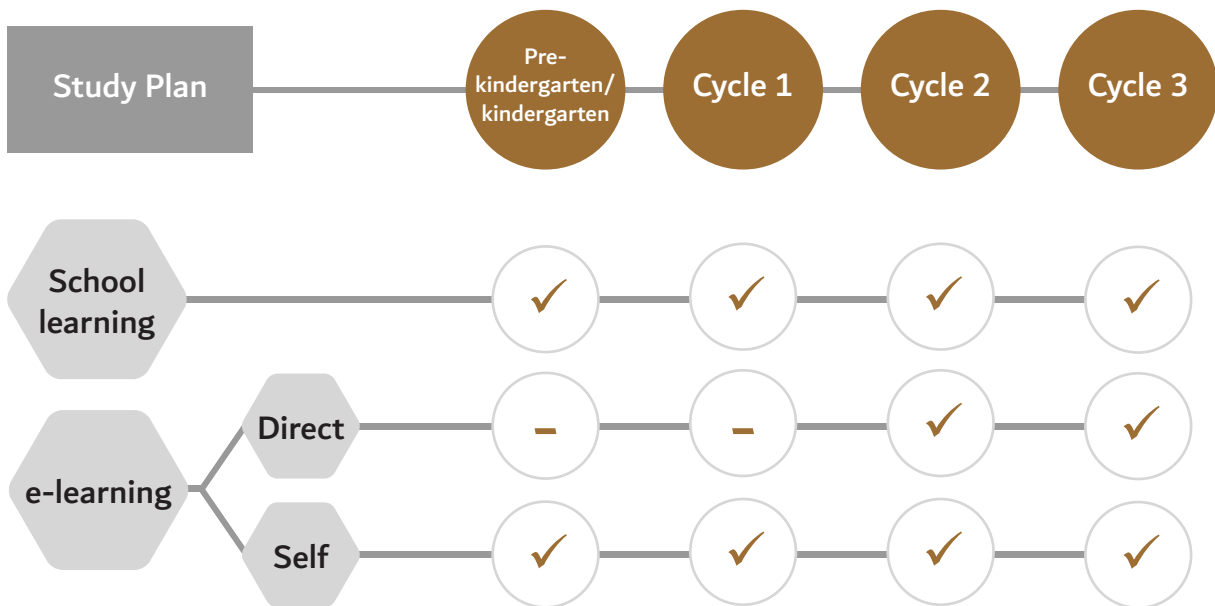 Study Plan
Pre-
kindergarten/
kindergarten
Cycle 1
Cycle 2
Cycle 3
School
learning
✓ ✓ ✓ ✓
e-learning
Direct
- - ✓ ✓
Self
✓ ✓ ✓ ✓